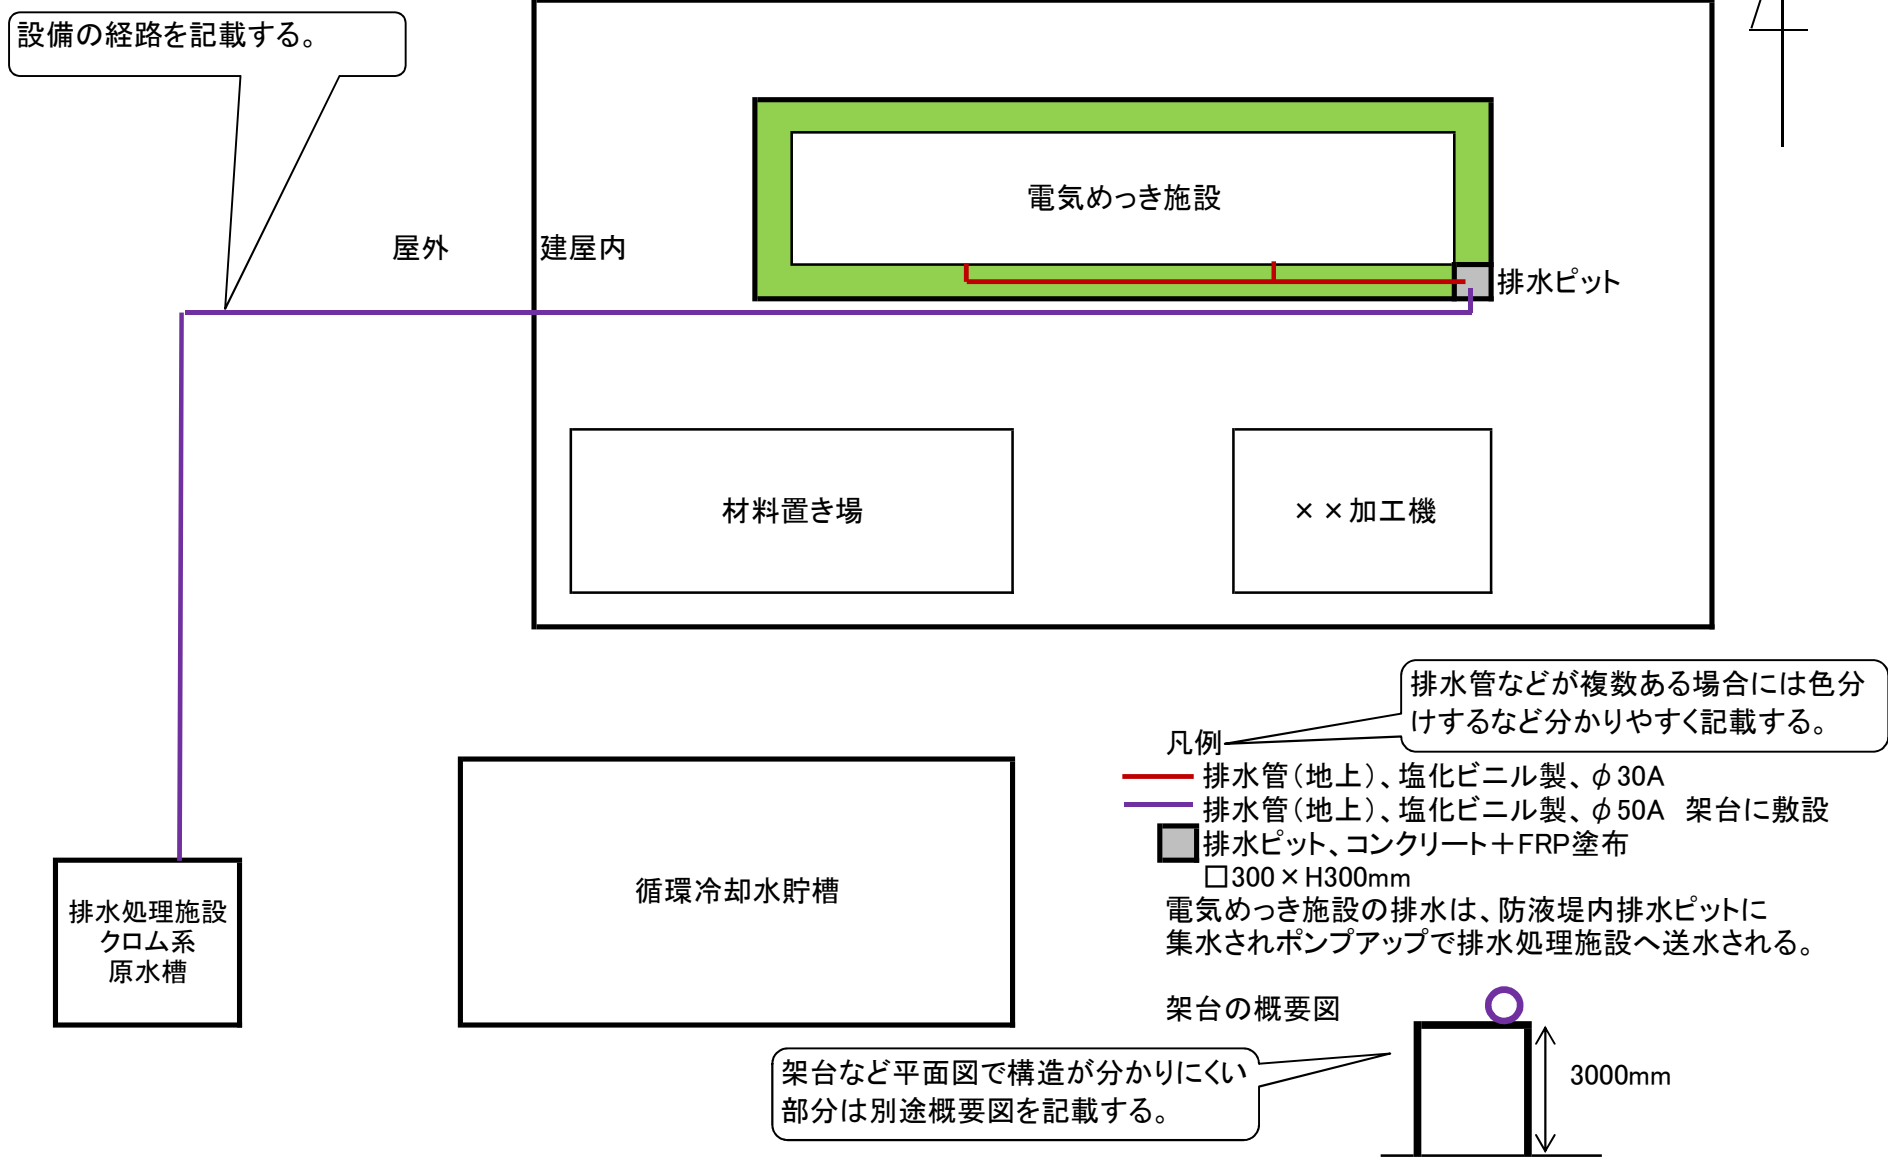 設備の経路を記載する。
電気めっき施設
屋外
建屋内
排水ピット
材料置き場
××加工機
排水管などが複数ある場合には色分
けするなど分かりやすく記載する。
凡例
排水管(地上)、塩化ビニル製、φ30A
排水管(地上)、塩化ビニル製、φ50A 架台に敷設
排水ピット、コンクリート+FRP塗布
□300×H300mm
電気めっき施設の排水は、防液堤内排水ピットに
集水されポンプアップで排水処理施設へ送水される。
循環冷却水貯槽
排水処理施設
クロム系
原水槽
架台の概要図
架台など平面図で構造が分かりにくい
部分は別途概要図を記載する。
3000mm